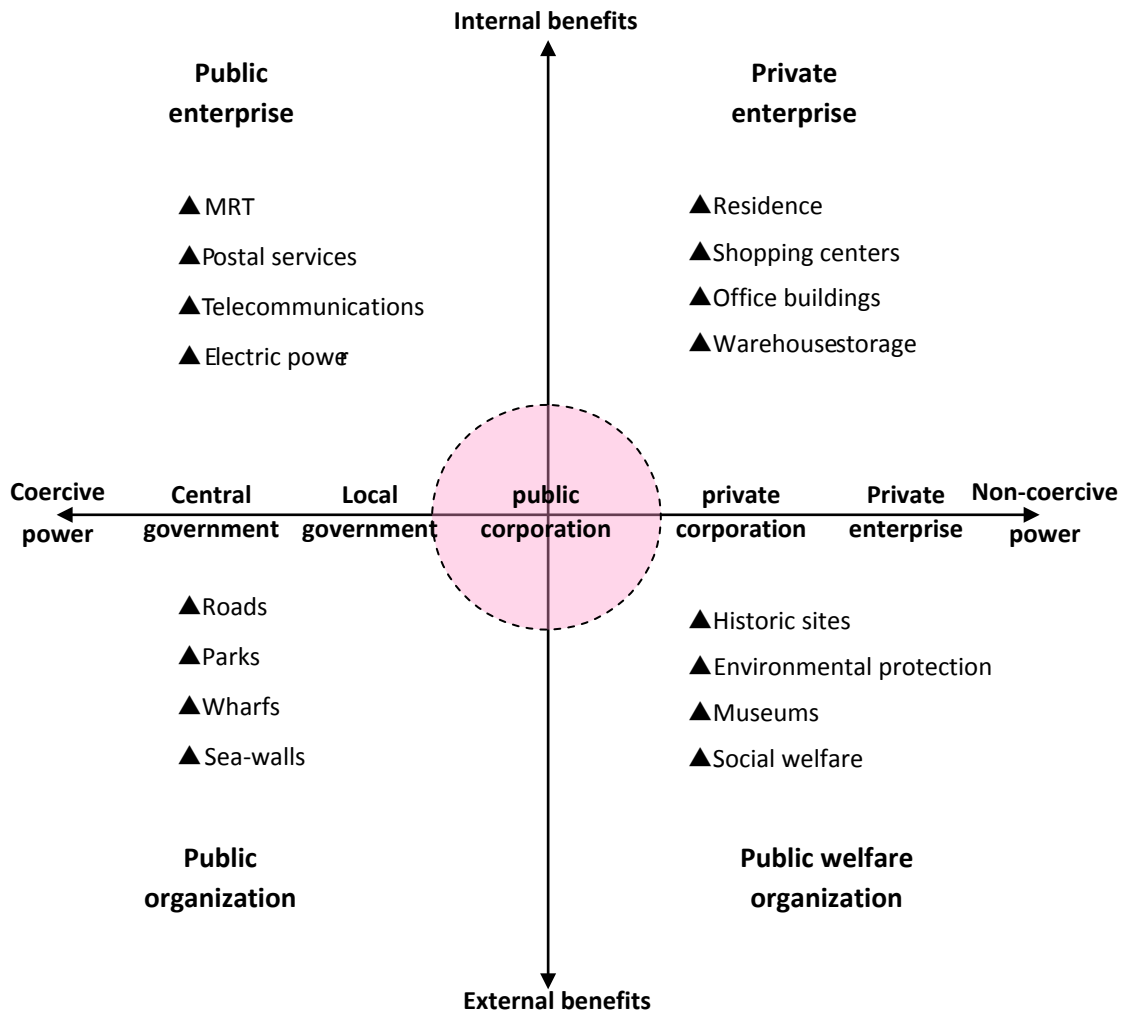 Internal benefits
Public
enterprise
Private
enterprise
▲MRT
▲Postal services
▲Telecommunications
▲Electric power
▲Residence
▲Shopping centers
▲Office buildings
▲Warehousestorage
Coercive
power
Central
government
Local
government
public
corporation
private
corporation
Private
enterprise
Non-coercive
power
▲Roads
▲Parks
▲Wharfs
▲Sea-walls
▲Historic sites
▲Environmental protection
▲Museums
▲Social welfare
Public
organization
Public welfare
organization
External benefits